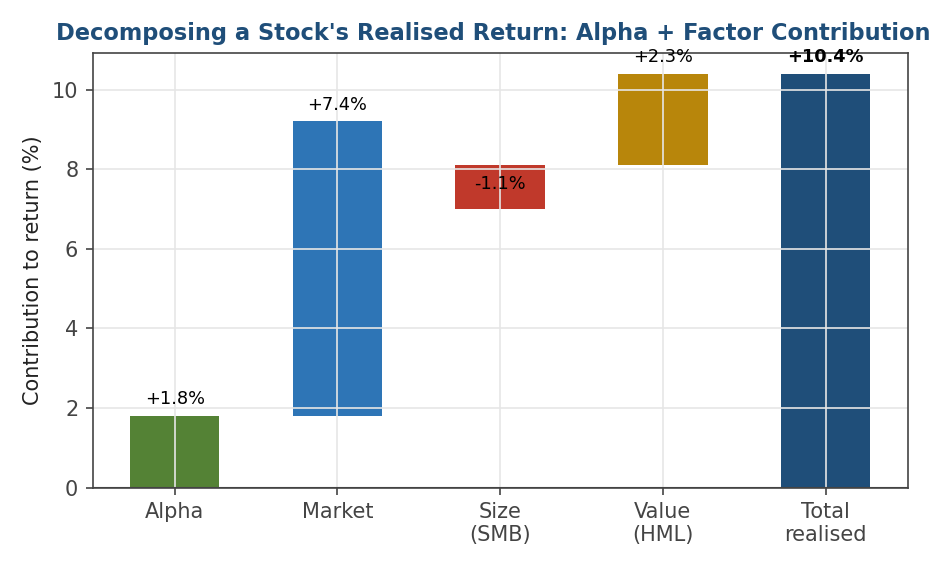 Decomposing a Stock's Realised Return: Alpha + Factor Contribution
Contribution to return (%)
10
8
6
4
2
0
+1.8%
+7.4%
-1.1%
+2.3%
+10.4%
Alpha
Market
Size
(SMB)
Value
(HML)
Total
realised